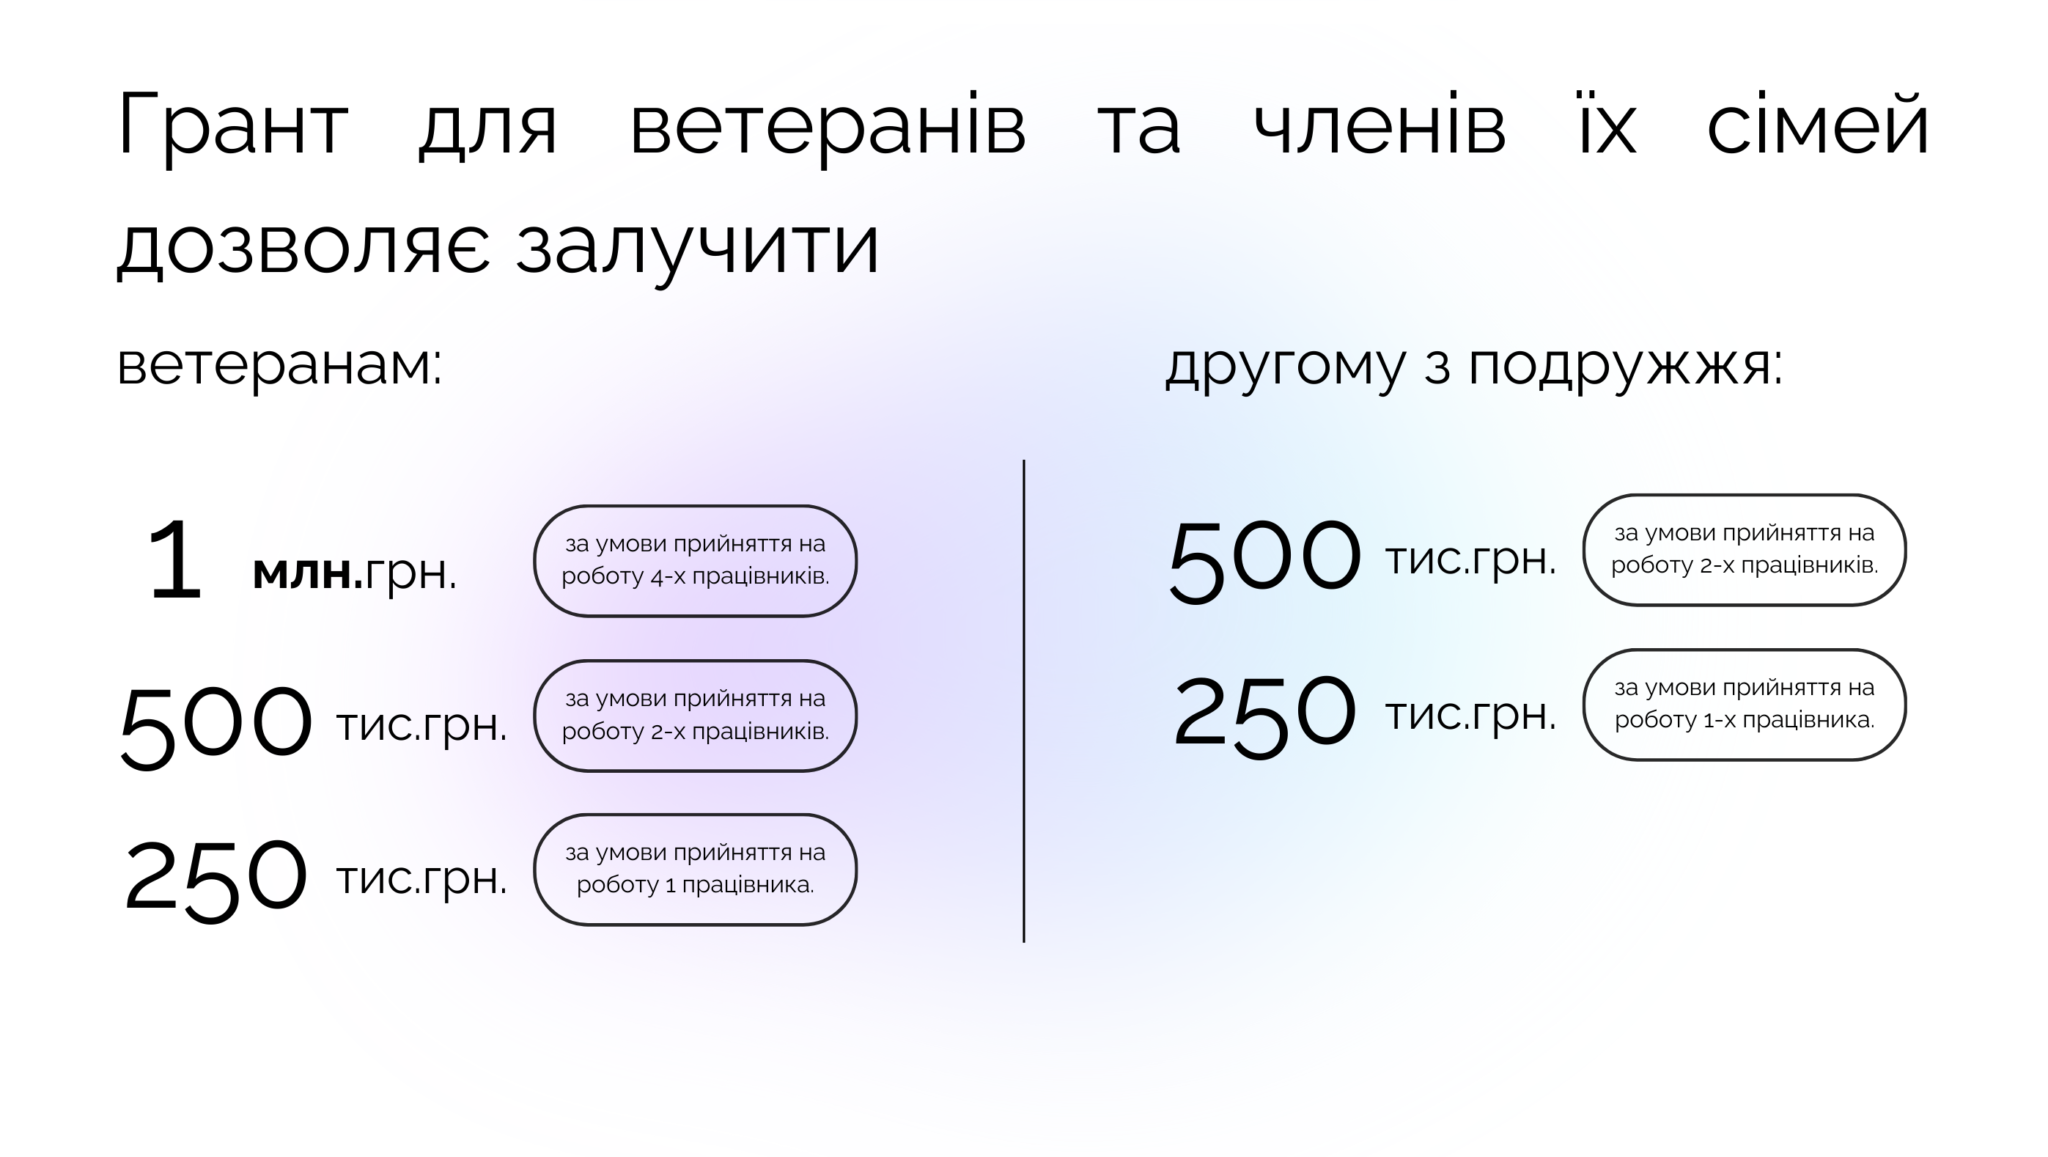 Грант для ветеранів та членів їх сімей
дозволяє залучити
ветеранам:
1 млн.грн.
за умови прийняття на
роботу 4-х працівників.
500 тис.грн.
за умови прийняття на
роботу 2-х працівників.
250 тис.грн.
за умови прийняття на
роботу 1 працівника.
другому з подружжя:
500 тис.грн.
за умови прийняття на
роботу 2-х працівників.
250 тис.грн.
за умови прийняття на
роботу 1-х працівника.